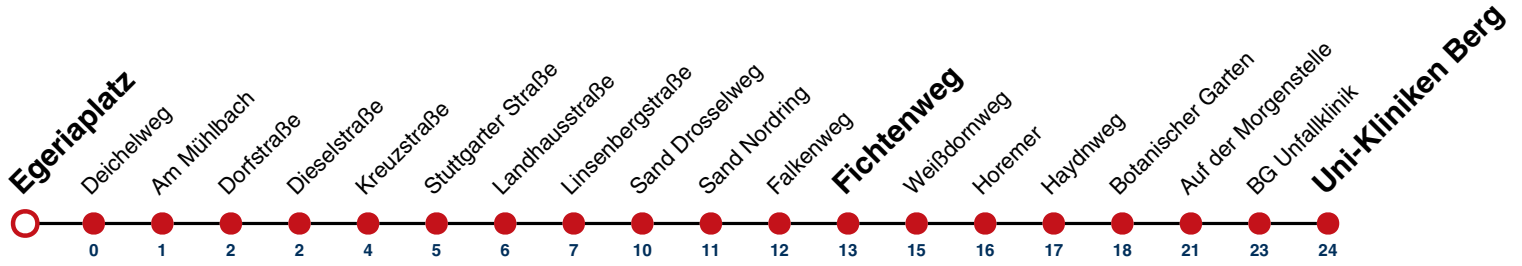 Egeriaplatz
Deichelweg
Am Mühlbach
Dorfstraße
Dieselstraße
Kreuzstraße
Stuttgarter Straße
Landhausstraße
Linsenbergstraße
Sand Drosselweg
Sand Nordring
Falkenweg
Fichtenweg
Weißdornweg
Horemer
Haydnweg
Botanischer Garten
Auf der Morgenstelle
BG Unfallklinik
Uni-Kliniken Berg
0 1 2 2 4 5 6 7 10 11 12 13 15 16 17 18 21 23 24